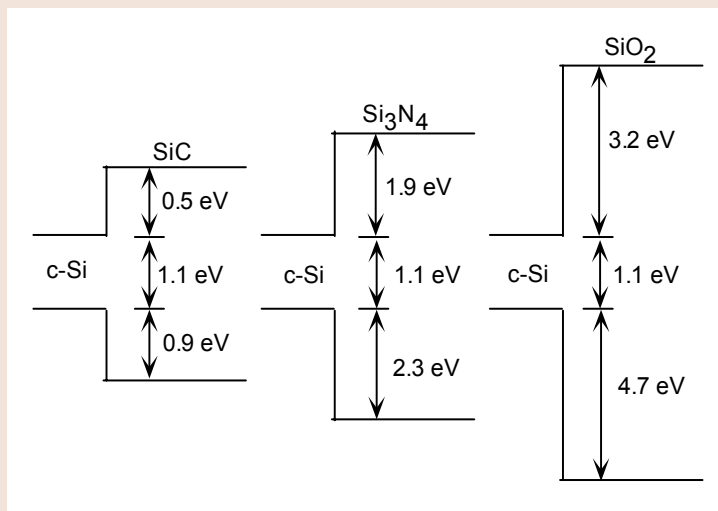 SiC
0.5 eV
c-Si
1.1 eV
0.9 eV
Si3N4
1.9 eV
c-Si
1.1 eV
2.3 eV
SiO2
3.2 eV
c-Si
1.1 eV
4.7 eV